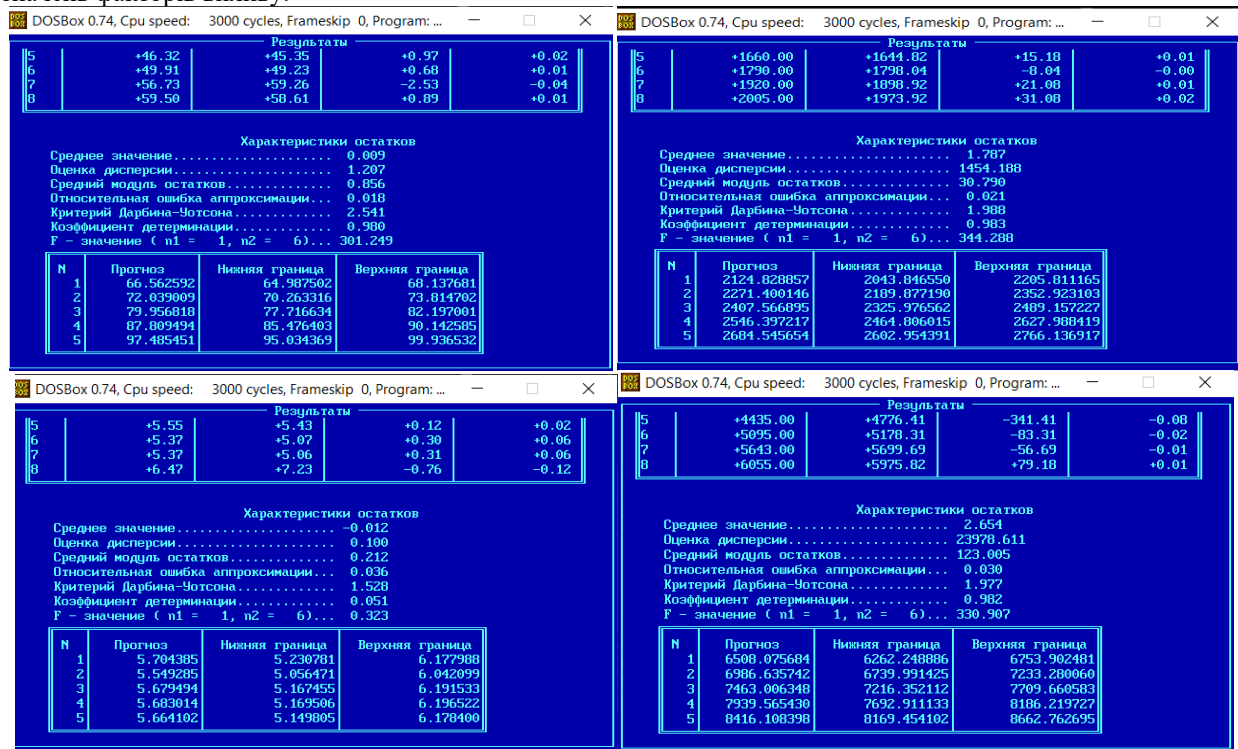 DOSBox 0.74, Cpu speed: 3000 cycles, Frameskip 0, Program: ...
Результаты
5 +46.32 +45.35 +0.97 +0.02
6 +49.91 +49.23 +0.68 +0.01
7 +56.73 +59.26 -2.53 -0.04
8 +59.50 +58.61 +0.89 +0.01
Характеристики остатков
Среднее значение..................... 0.009
Оценка дисперсии..................... 1.207
Средний модуль остатков.............. 0.856
Относительная ошибка аппроксимации... 0.018
Критерий Дарбина-Уотсона............. 2.541
Коэффициент детерминации............. 0.980
F - значение ( n1 = 1, n2 = 6)... 301.249
N Прогноз Нижняя граница Верхняя граница
1 66.562592 64.987502 68.137681
2 72.039009 70.263316 73.814702
3 79.956818 77.716634 82.197001
4 87.809494 85.476403 90.142585
5 97.485451 95.034369 99.936532
DOSBox 0.74, Cpu speed: 3000 cycles, Frameskip 0, Program: ...
Результаты
5 +1660.00 +1644.82 +15.18 +0.01
6 +1790.00 +1798.04 -8.04 -0.00
7 +1920.00 +1898.92 +21.08 +0.01
8 +2005.00 +1973.92 +31.08 +0.02
Характеристики остатков
Среднее значение..................... 1.787
Оценка дисперсии..................... 1454.188
Средний модуль остатков.............. 30.790
Относительная ошибка аппроксимации... 0.021
Критерий Дарбина-Уотсона............. 1.988
Коэффициент детерминации............. 0.983
F - значение ( n1 = 1, n2 = 6)... 344.288
N Прогноз Нижняя граница Верхняя граница
1 2124.828857 2043.846550 2205.811165
2 2271.400146 2189.877190 2352.923103
3 2407.566895 2325.976562 2489.157227
4 2546.397217 2464.806015 2627.988419
5 2684.545654 2602.954391 2766.136917
DOSBox 0.74, Cpu speed: 3000 cycles, Frameskip 0, Program: ...
Результаты
5 +5.55 +5.43 +0.12 +0.02
6 +5.37 +5.07 +0.30 +0.06
7 +5.37 +5.06 +0.31 +0.06
8 +6.47 +7.23 -0.76 -0.12
Характеристики остатков
Среднее значение..................... -0.012
Оценка дисперсии..................... 0.100
Средний модуль остатков.............. 0.212
Относительная ошибка аппроксимации... 0.036
Критерий Дарбина-Уотсона............. 1.528
Коэффициент детерминации............. 0.051
F - значение ( n1 = 1, n2 = 6)... 0.323
N Прогноз Нижняя граница Верхняя граница
1 5.704385 5.230781 6.177988
2 5.549285 5.056471 6.042099
3 5.679494 5.167455 6.191533
4 5.683014 5.169506 6.196522
5 5.664102 5.149805 6.178400
DOSBox 0.74, Cpu speed: 3000 cycles, Frameskip 0, Program: ...
Результаты
5 +4435.00 +4776.41 -341.41 -0.08
6 +5095.00 +5178.31 -83.31 -0.02
7 +5643.00 +5699.69 -56.69 -0.01
8 +6055.00 +5975.82 +79.18 +0.01
Характеристики остатков
Среднее значение..................... 2.654
Оценка дисперсии..................... 23978.611
Средний модуль остатков.............. 123.005
Относительная ошибка аппроксимации... 0.030
Критерий Дарбина-Уотсона............. 1.977
Коэффициент детерминации............. 0.982
F - значение ( n1 = 1, n2 = 6)... 330.907
N Прогноз Нижняя граница Верхняя граница
1 6508.075684 6262.248886 6753.902481
2 6986.635742 6739.991425 7233.280060
3 7463.006348 7216.352112 7709.660583
4 7939.565430 7692.911133 8186.219727
5 8416.108398 8169.454102 8662.762695